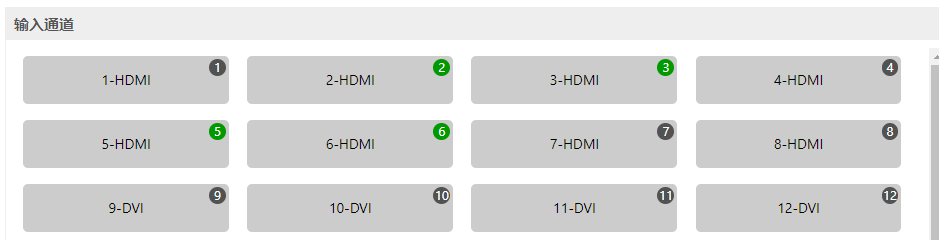 输入通道
1-HDMI 1 2-HDMI 2 3-HDMI 3 4-HDMI 4
5-HDMI 5 6-HDMI 6 7-HDMI 7 8-HDMI 8
9-DVI 9 10-DVI 10 11-DVI 11 12-DVI 12